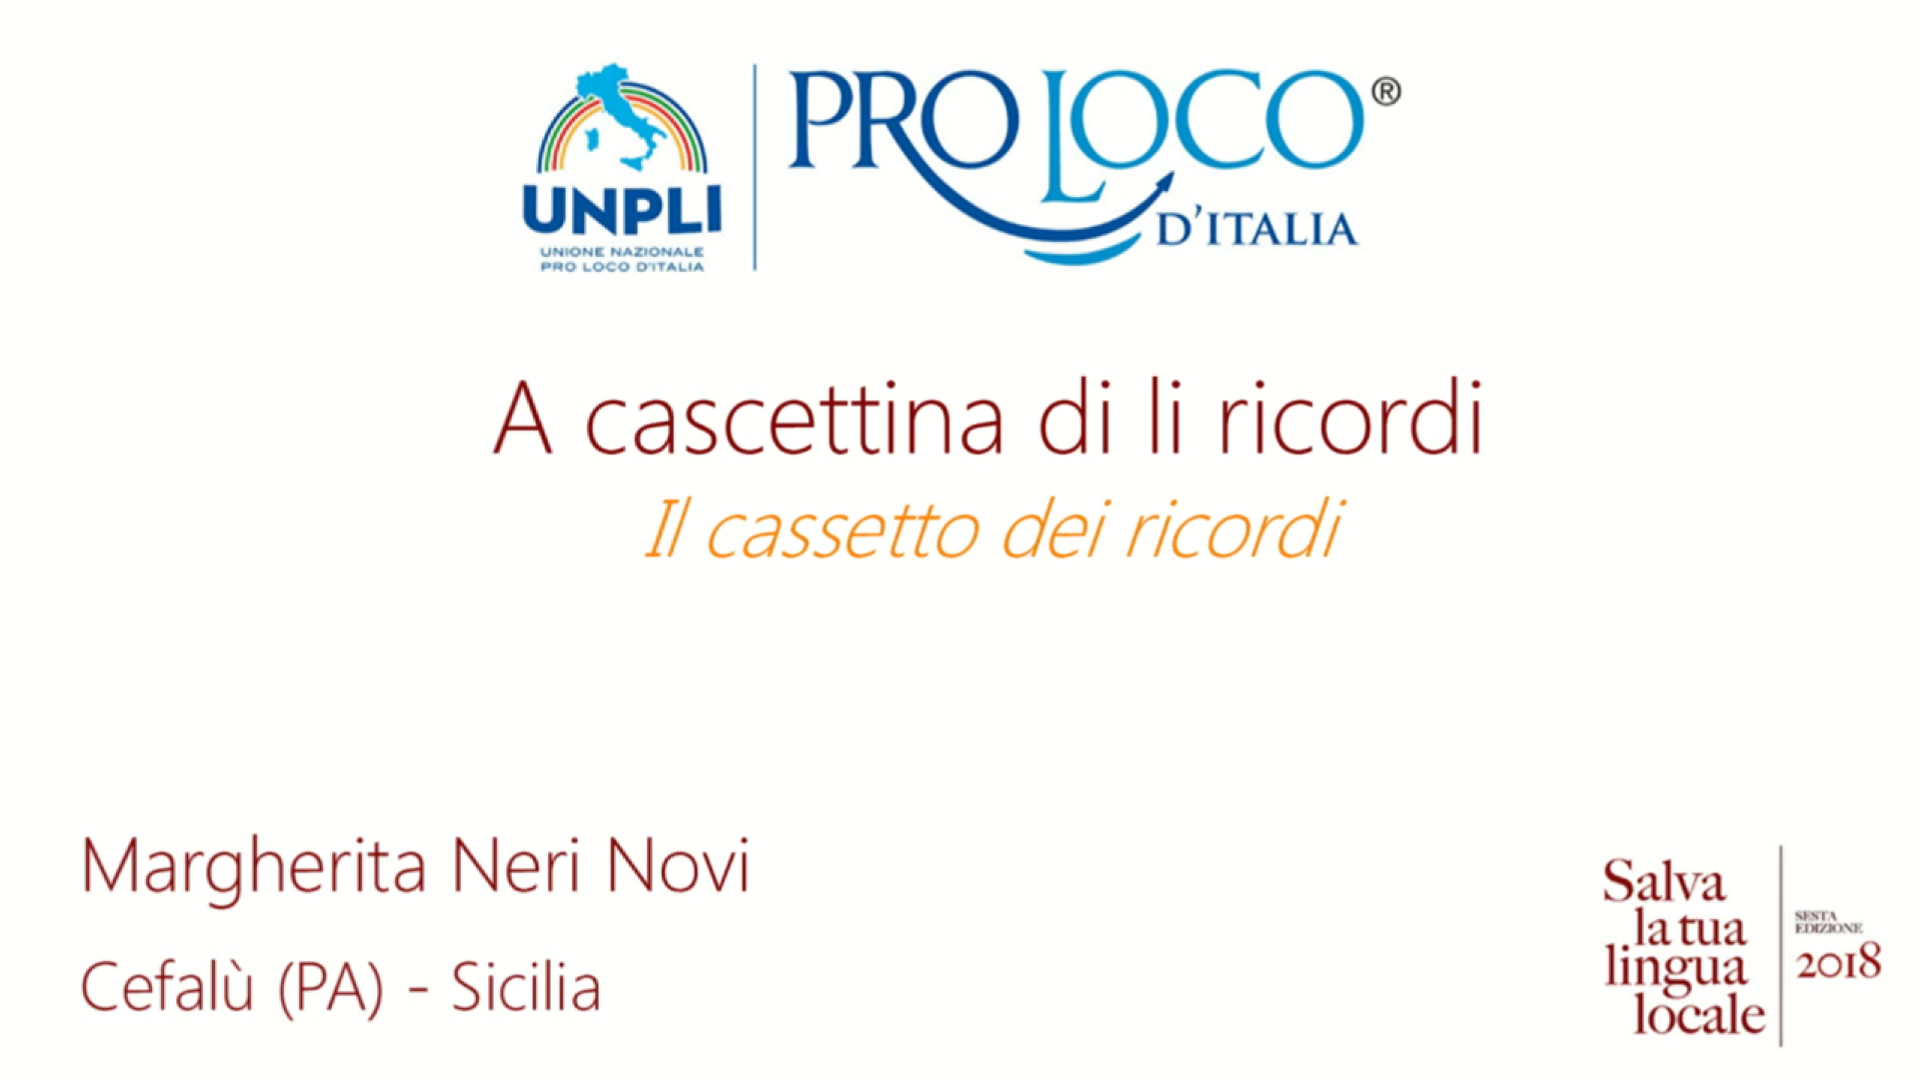 UNPLI
UNIONE NAZIONALE
PRO LOCO D'ITALIA
PRO LOCO®
D'ITALIA
A cascettina di li ricordi
Il cassetto dei ricordi
Margherita Neri Novi
Cefalù (PA) - Sicilia
Salva
la tua
lingua
locale
SESTA
EDIZIONE
2018